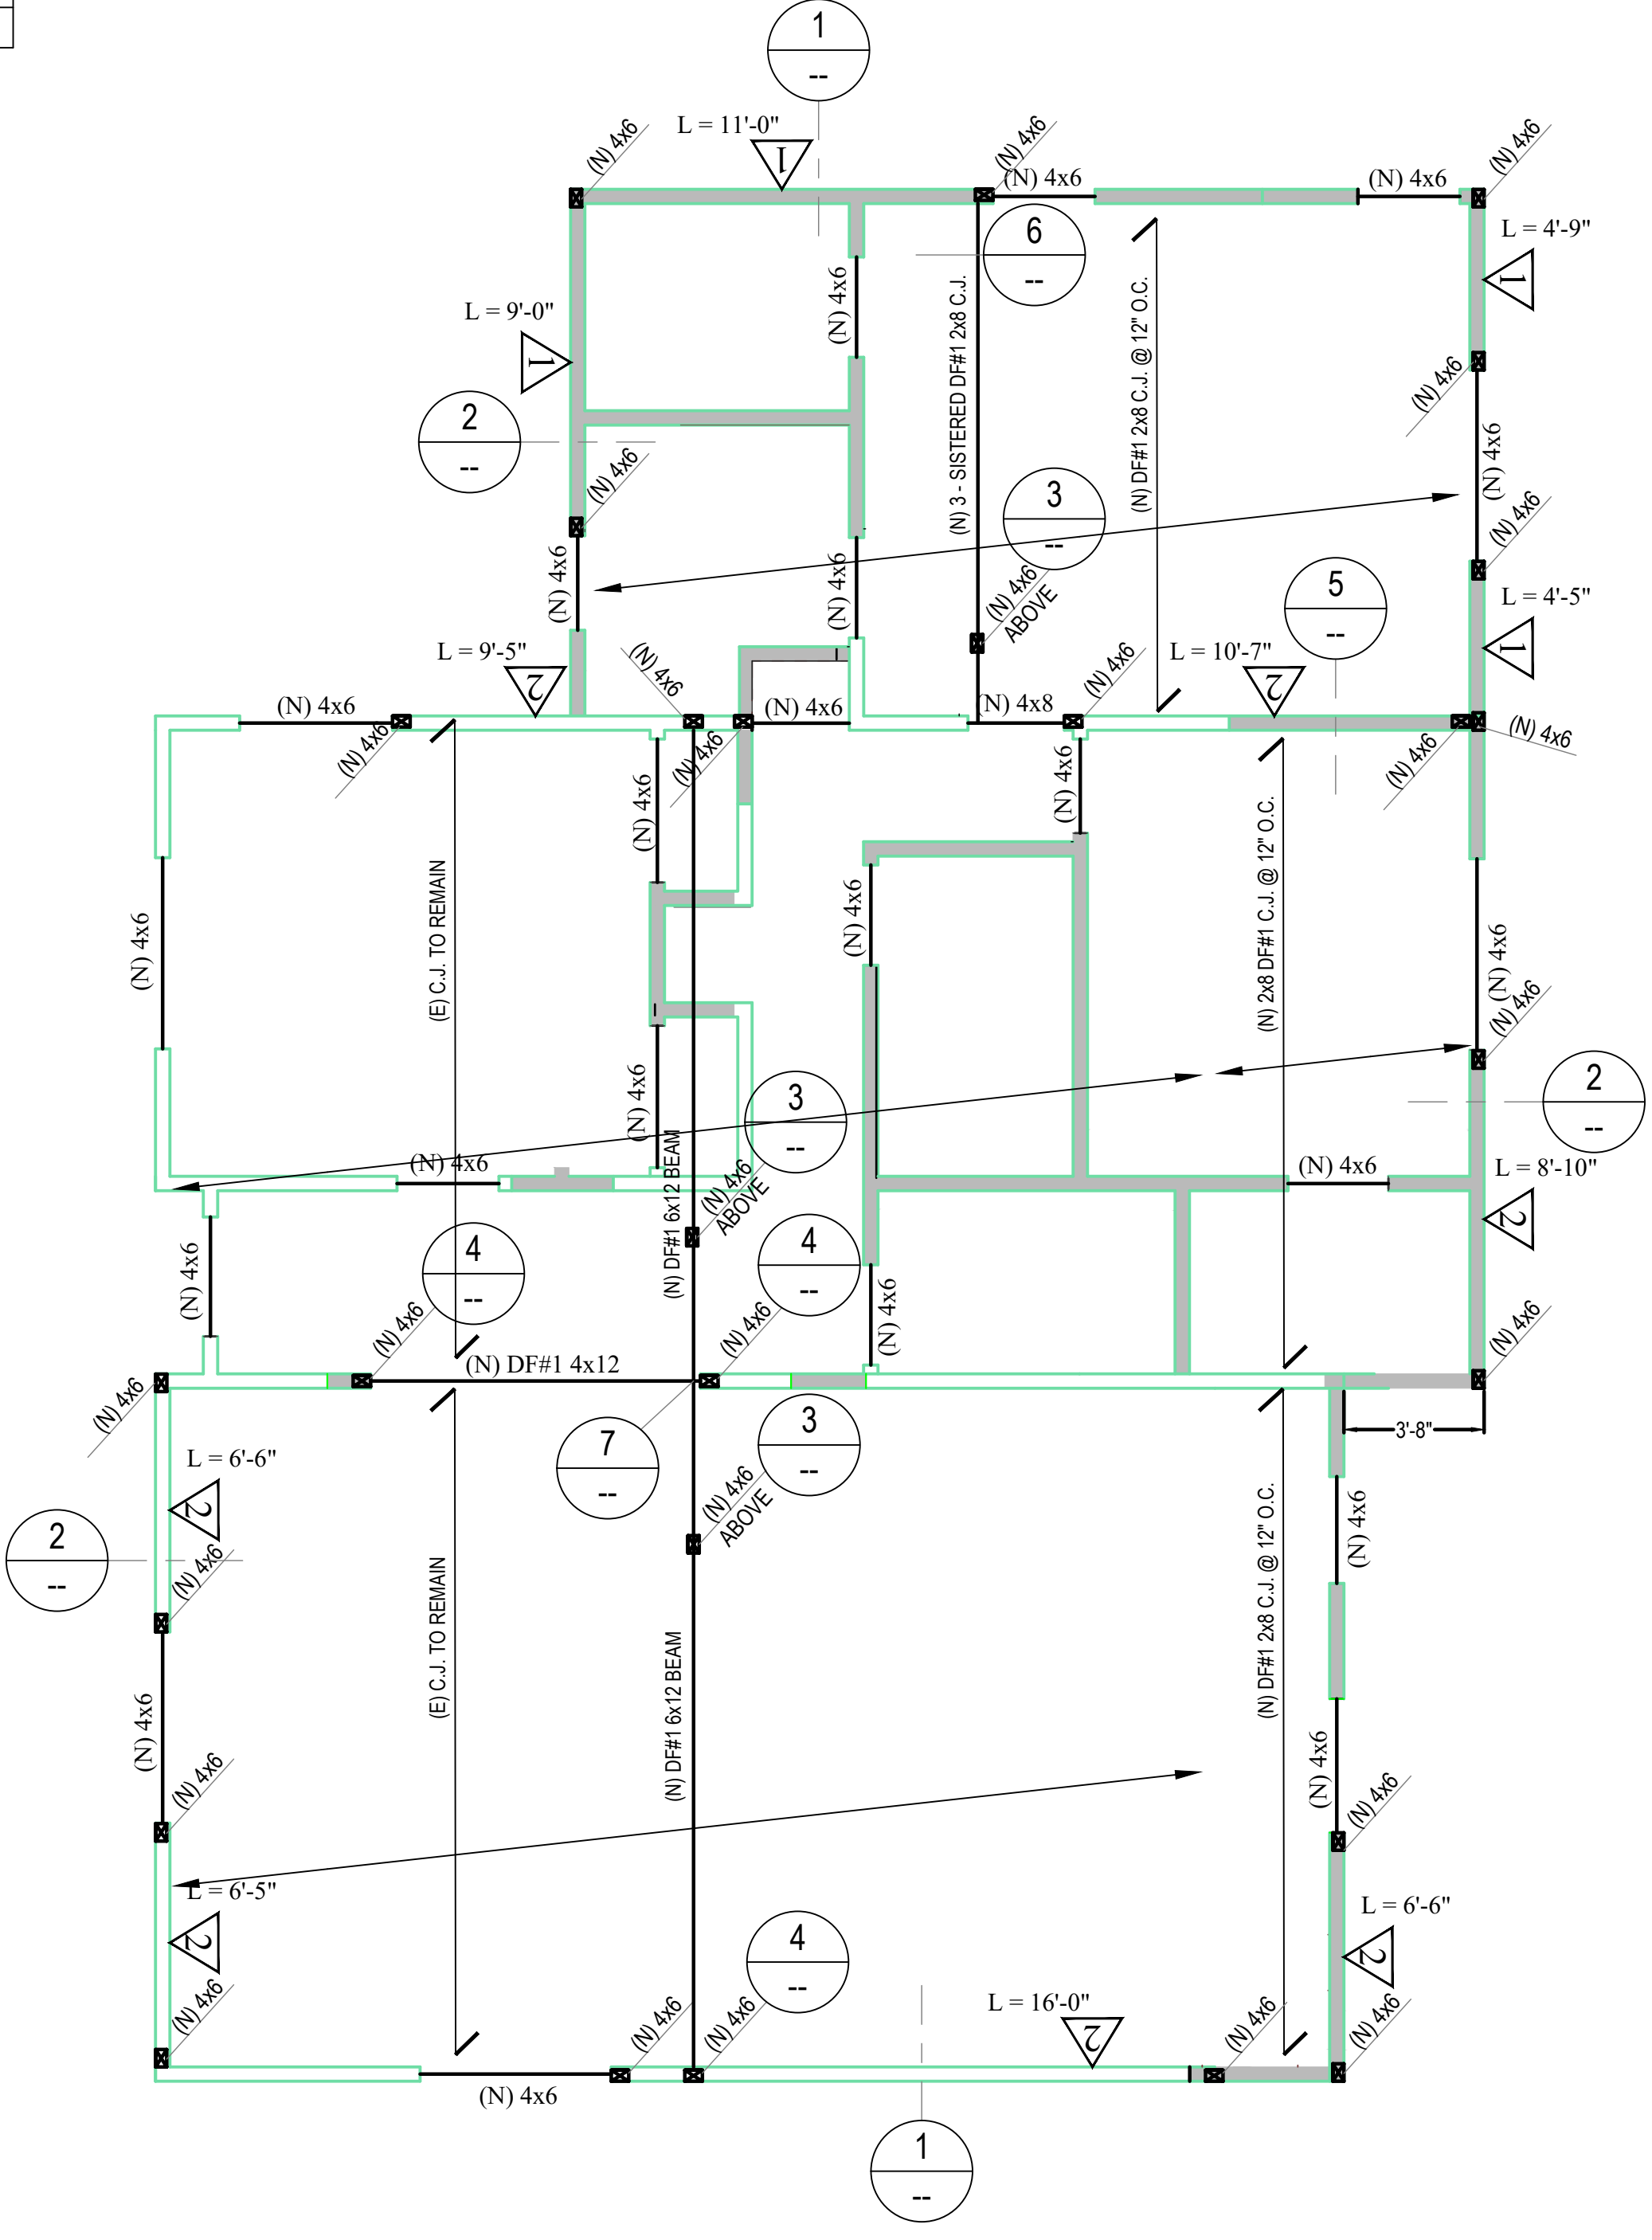 1
--
L = 11'-0"
1
(N) 4x6
(N) 4x6
(N) 4x6
(N) 4x6
(N) 4x6
L = 4'-9"
1
6
--
(N) 4x6
(N) 3 - SISTERED DF#1 2x8 C.J.
(N) DF#1 2x8 C.J. @ 12" O.C.
L = 9'-0"
1
2
--
(N) 4x6
(N) 4x6
(N) 4x6
3
--
(N) 4x6
(N) 4x6
(N) 4x6
(N) 4x6
ABOVE
5
--
L = 4'-5"
1
L = 9'-5"
2
(N) 4x6
(N) 4x6
L = 10'-7"
2
(N) 4x6
(N) 4x6
(N) 4x6
(N) 4x8
(N) 4x6
(N) 4x6
(N) 4x6
(N) 4x6
(N) 4x6
(N) 4x6
(E) C.J. TO REMAIN
(N) 2x8 DF#1 C.J. @ 12" O.C.
(N) 4x6
(N) 4x6
(N) 4x6
(N) 4x6
(N) 4x6
3
--
2
--
(N) 4x6
(N) 4x6
ABOVE
(N) DF#1 6x12 BEAM
(N) 4x6
L = 8'-10"
2
4
--
4
--
(N) 4x6
(N) 4x6
(N) 4x6
(N) 4x6
(N) 4x6
(N) DF#1 4x12
(N) 4x6
3
--
3'-8"
7
--
L = 6'-6"
2
(N) 4x6
ABOVE
(N) 4x6
2
--
(N) 4x6
(E) C.J. TO REMAIN
(N) DF#1 6x12 BEAM
(N) DF#1 2x8 C.J. @ 12" O.C.
(N) 4x6
(N) 4x6
(N) 4x6
(N) 4x6
L = 6'-5"
2
L = 6'-6"
2
4
--
(N) 4x6
(N) 4x6
(N) 4x6
L = 16'-0"
2
(N) 4x6
(N) 4x6
(N) 4x6
1
--